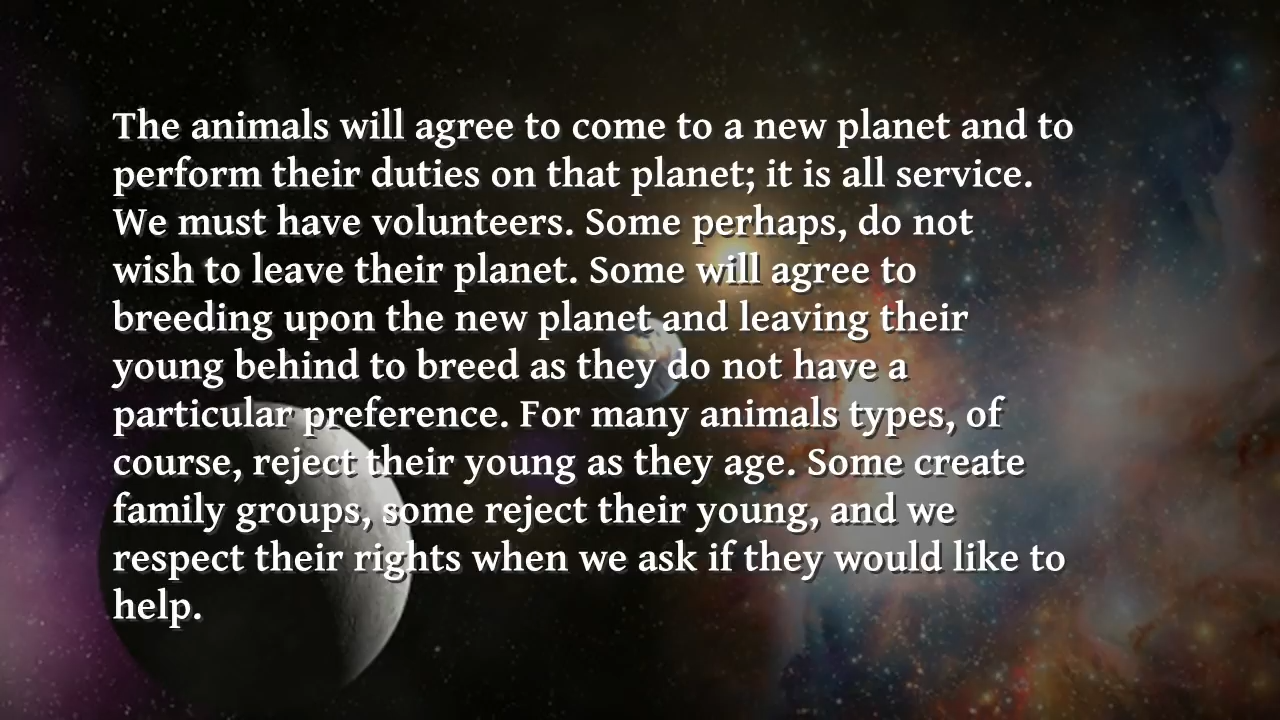 The animals will agree to come to a new planet and to
perform their duties on that planet; it is all service.
We must have volunteers. Some perhaps, do not
wish to leave their planet. Some will agree to
breeding upon the new planet and leaving their
young behind to breed as they do not have a
particular preference. For many animals types, of
course, reject their young as they age. Some create
family groups, some reject their young, and we
respect their rights when we ask if they would like to
help.